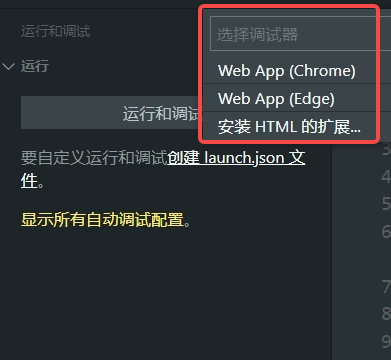 运行和调试
运行
运行和调试
要自定义运行和调试创建 launch.json 文
件。
显示所有自动调试配置。
选择调试器
Web App (Chrome)
Web App (Edge)
安装 HTML 的扩展...
3
4
5
6
7
8
9